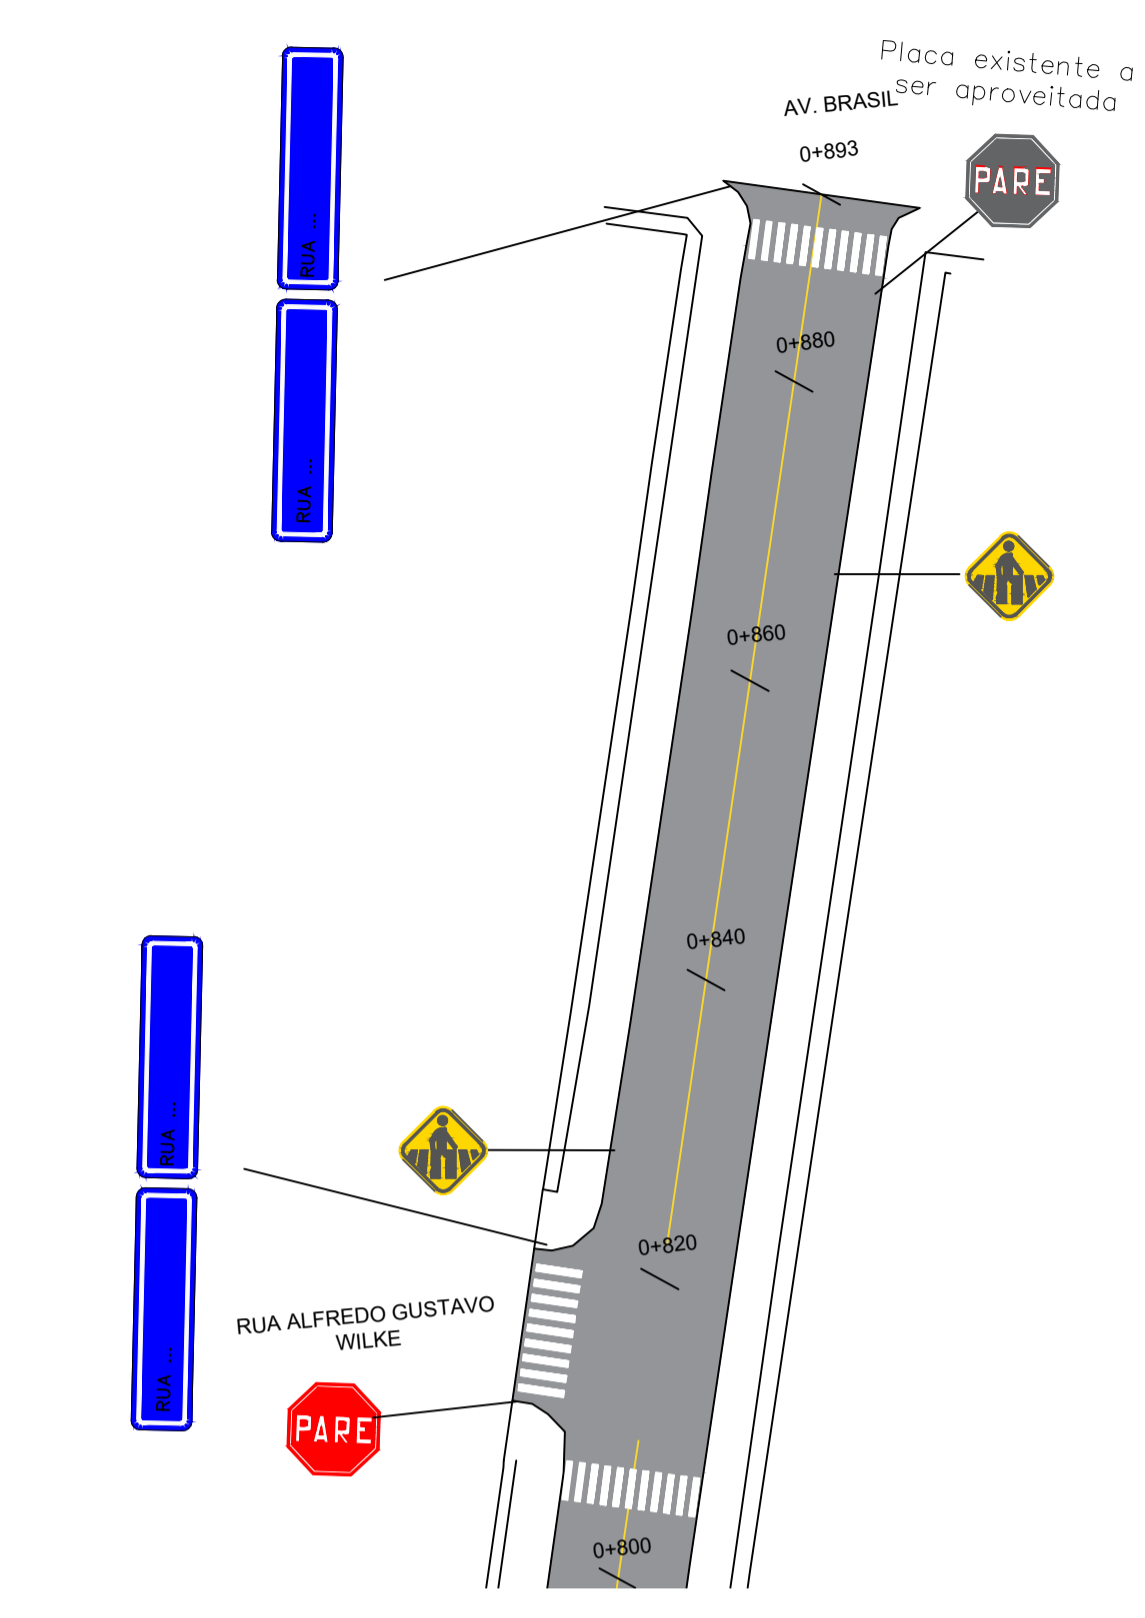 Placa existente a
ser aproveitada
AV. BRASIL
0+893
PARE
RUA ...
RUA ...
0+880
0+860
0+840
RUA ...
RUA ...
0+820
RUA ALFREDO GUSTAVO
WILKE
PARE
0+800